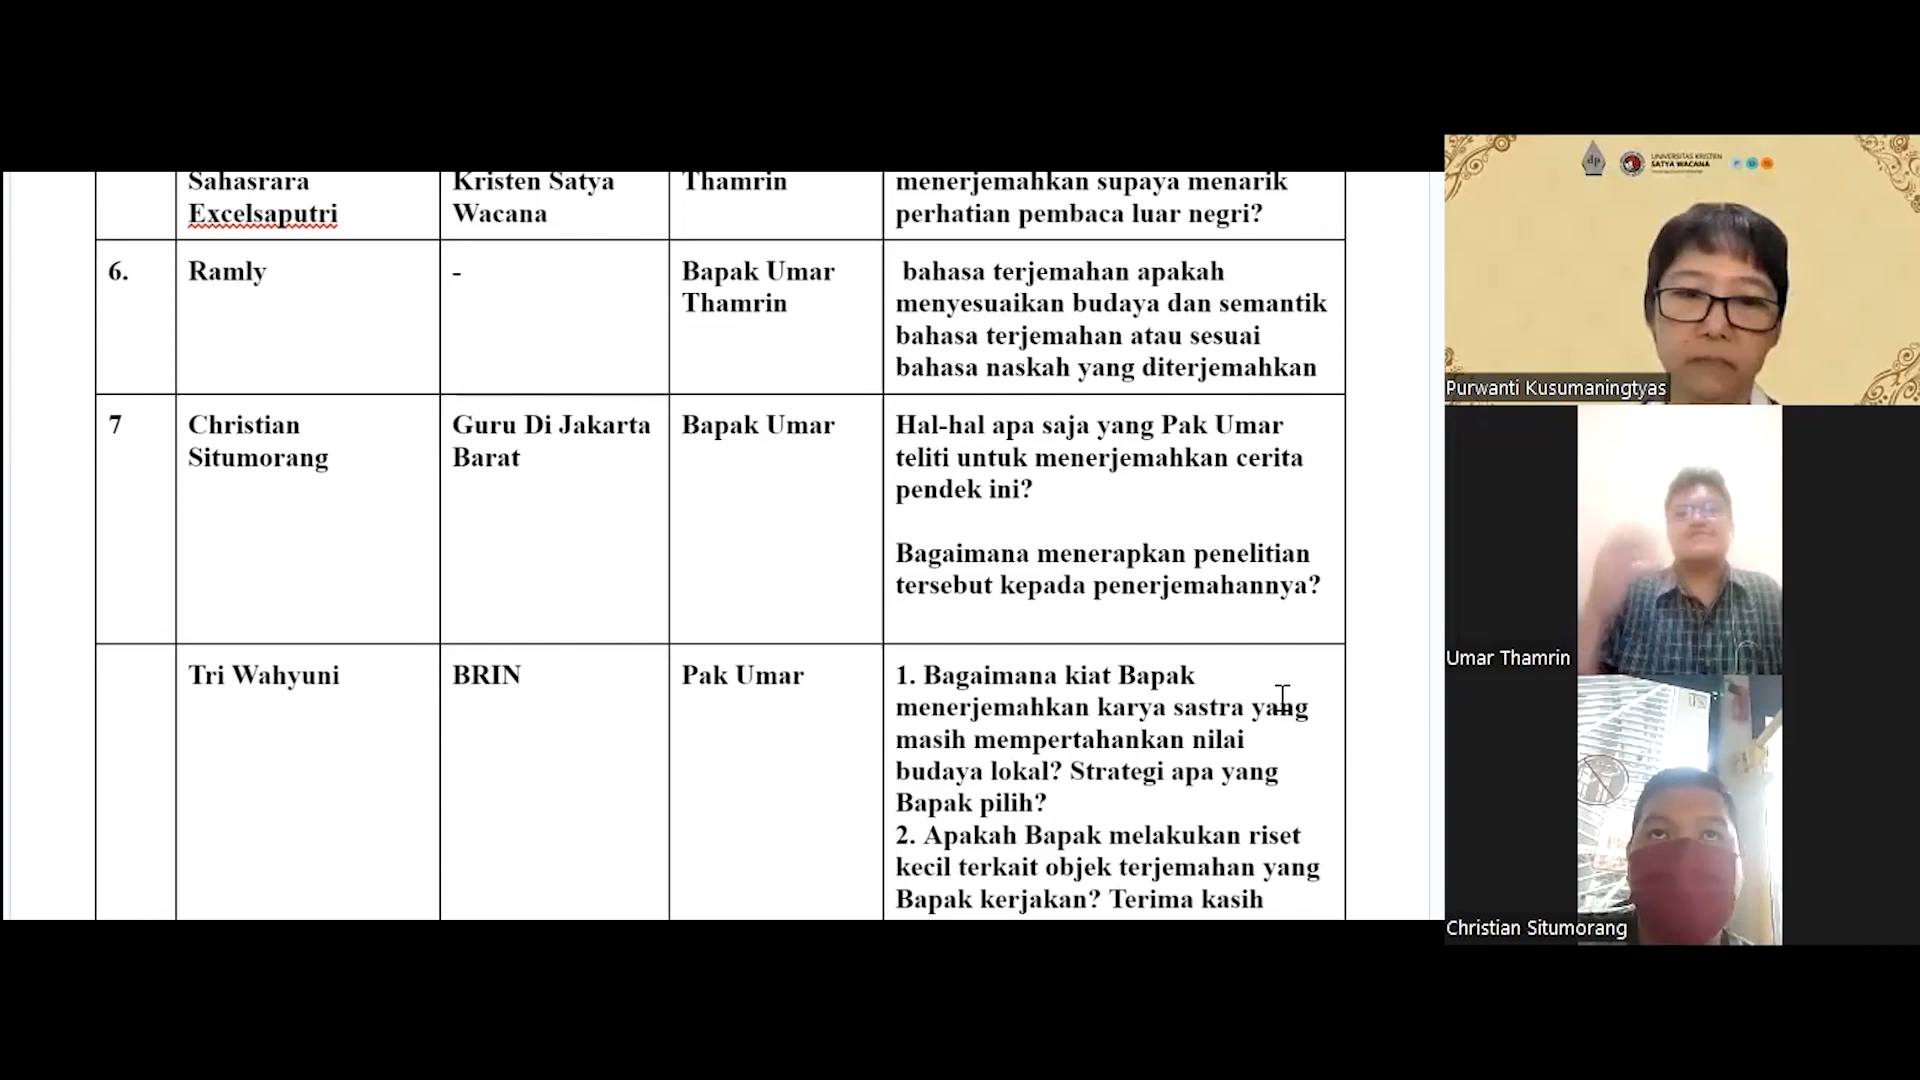 Sahasrara
Excelsaputri
Kristen Satya
Wacana
Thamrin
menerjemahkan supaya menarik
perhatian pembaca luar negri?
6.
Ramly
-
Bapak Umar
Thamrin
bahasa terjemahan apakah
menyesuaikan budaya dan semantik
bahasa terjemahan atau sesuai
bahasa naskah yang diterjemahkan
7
Christian
Situmorang
Guru Di Jakarta
Barat
Bapak Umar
Hal-hal apa saja yang Pak Umar
teliti untuk menerjemahkan cerita
pendek ini?
Bagaimana menerapkan penelitian
tersebut kepada penerjemahannya?
Tri Wahyuni
BRIN
Pak Umar
1. Bagaimana kiat Bapak
menerjemahkan karya sastra yang
masih mempertahankan nilai
budaya lokal? Strategi apa yang
Bapak pilih?
2. Apakah Bapak melakukan riset
kecil terkait objek terjemahan yang
Bapak kerjakan? Terima kasih
dp
UNIVERSITAS KRISTEN
SATYA WACANA
Purwanti Kusumaningtyas
Umar Thamrin
Christian Situmorang